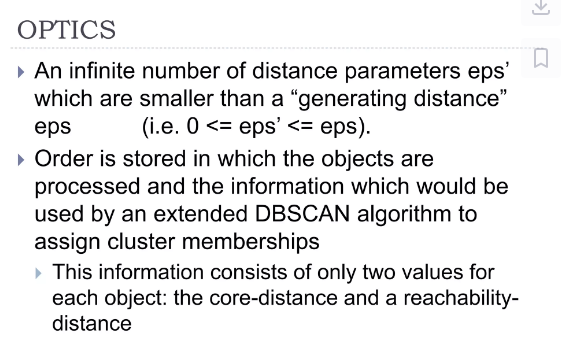 OPTICS
An infinite number of distance parameters eps’
which are smaller than a “generating distance”
eps (i.e. 0 <= eps’ <= eps).
Order is stored in which the objects are
processed and the information which would be
used by an extended DBSCAN algorithm to
assign cluster memberships
This information consists of only two values for
each object: the core-distance and a reachability-
distance